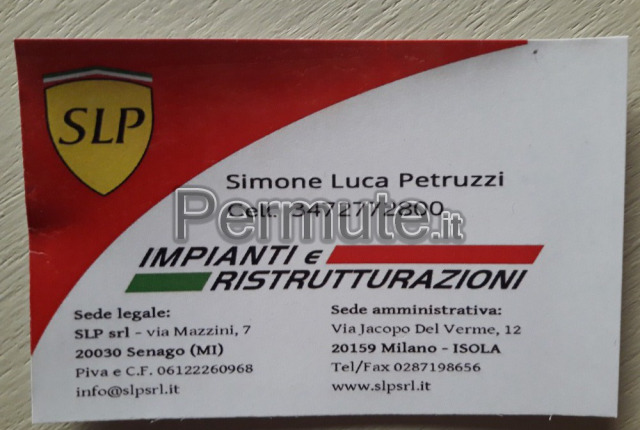 SLP
Simone Luca Petruzzi
Cell. 3472772800
Permute.it
IMPIANTI E
RISTRUTTURAZIONI
Sede legale:
SLP srl - via Mazzini, 7
20030 Senago (MI)
Piva e C.F. 06122260968
info@slpsrl.it
Sede amministrativa:
Via Jacopo Del Verme, 12
20159 Milano - ISOLA
Tel/Fax 0287198656
www.slpsrl.it